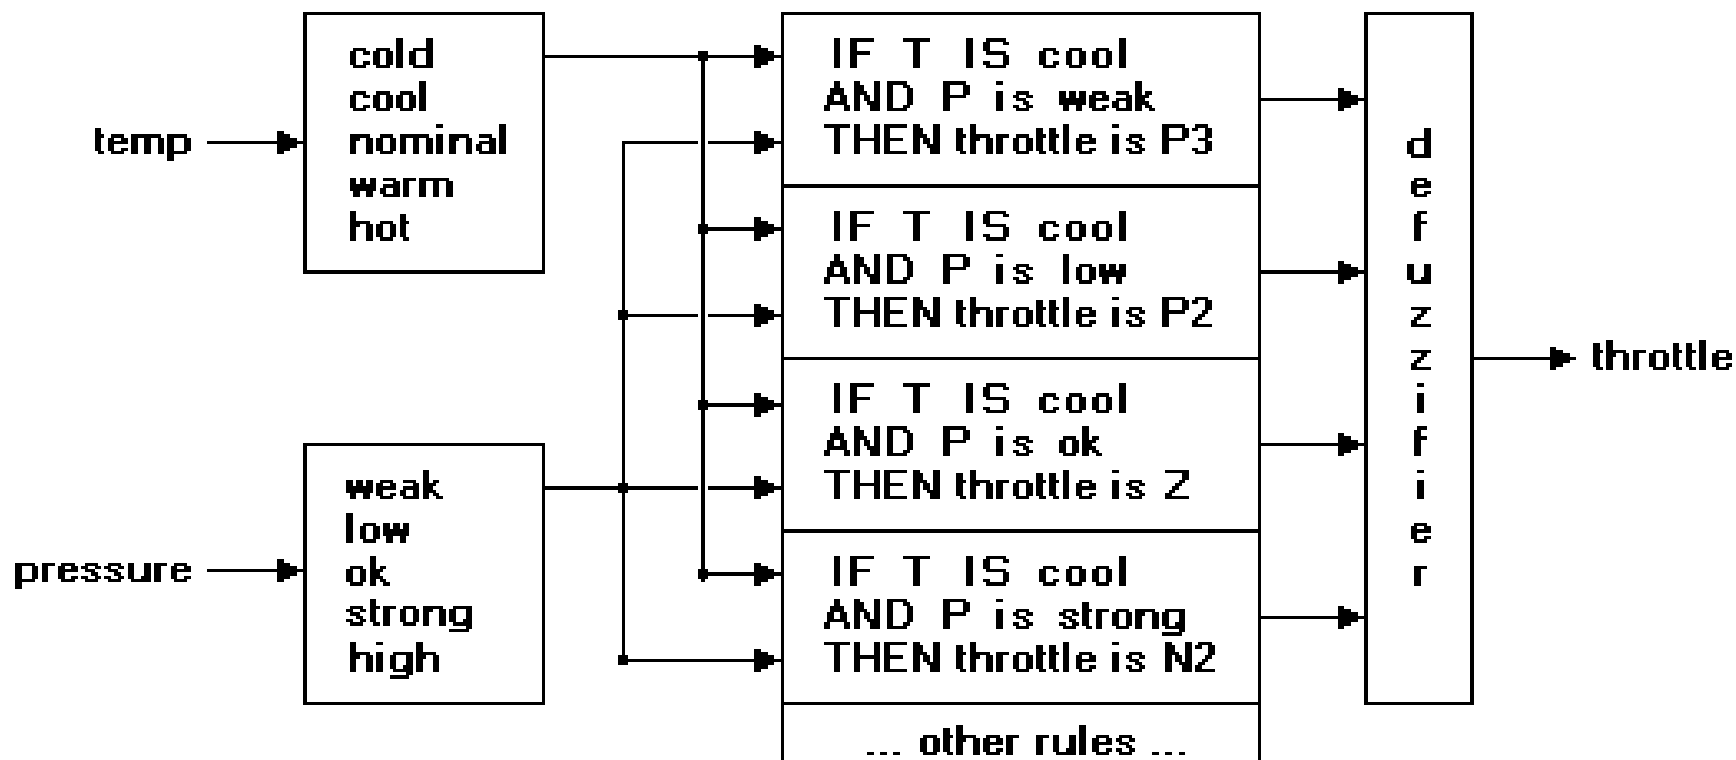 temp
cold
cool
nominal
warm
hot
pressure
weak
low
ok
strong
high
IF T IS cool
AND P is weak
THEN throttle is P3
IF T IS cool
AND P is low
THEN throttle is P2
IF T IS cool
AND P is ok
THEN throttle is Z
IF T IS cool
AND P is strong
THEN throttle is N2
... other rules ...
defuzzifier
throttle